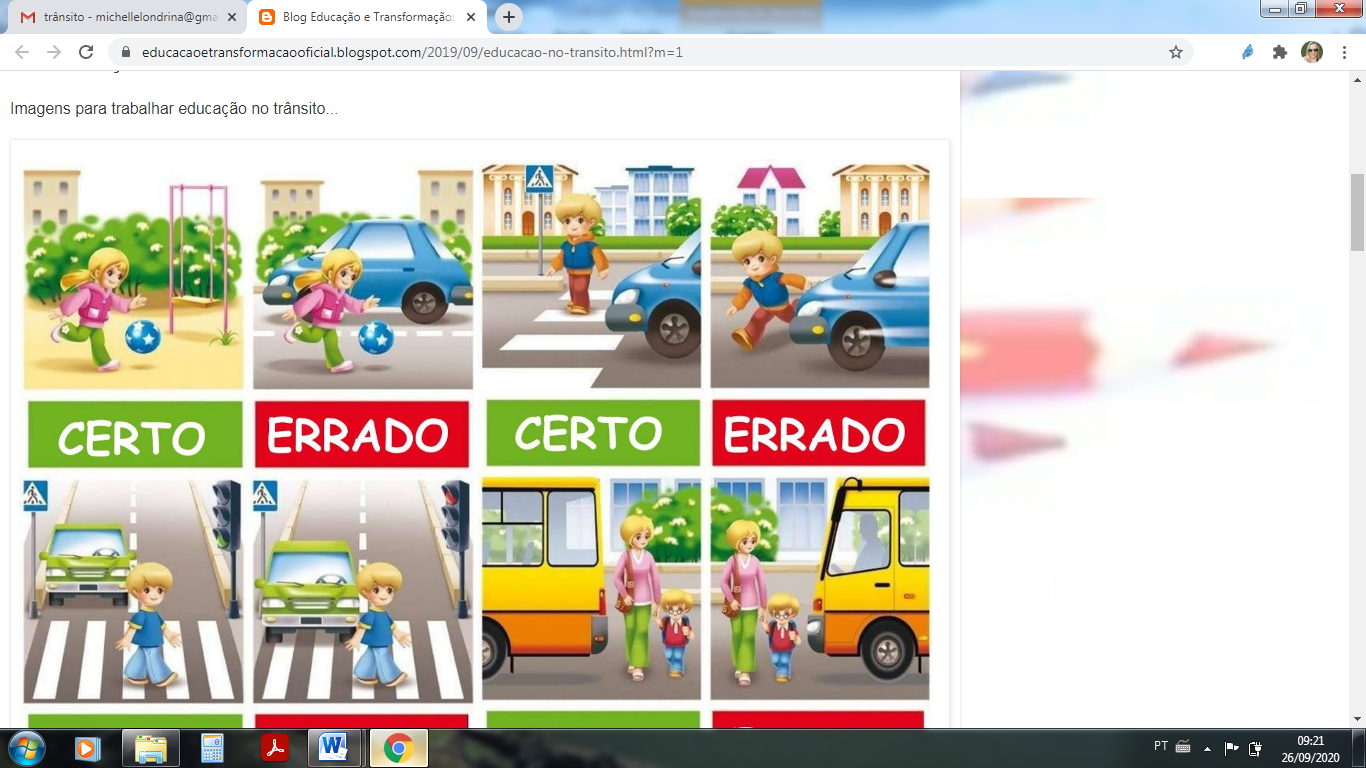 trânsito - michellelondrina@gma
Blog Educação e Transformação:
educacaoetransformacaooficial.blogspot.com/2019/09/educacao-no-transito.html?m=1
Imagens para trabalhar educação no trânsito...
CERTO ERRADO CERTO ERRADO
PT
09:21
26/09/2020